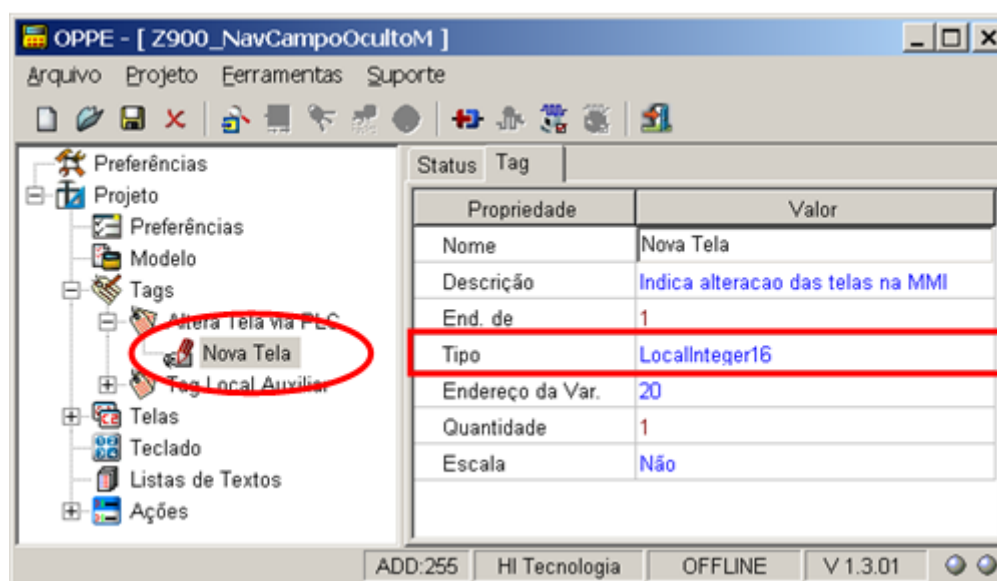 OPPE - [ Z900_NavCampoOcultoM ]
Arquivo Projeto Ferramentas Suporte
Preferências
Projeto
Preferências
Modelo
Tags
Altera Tela via PLC
Nova Tela
Tag Local Auxiliar
Telas
Teclado
Listas de Textos
Ações
Status Tag
Propriedade Valor
Nome Nova Tela
Descrição Indica alteracao das telas na MMI
End. de 1
Tipo LocalInteger16
Endereço da Var. 20
Quantidade 1
Escala Não
ADD:255 HI Tecnologia OFFLINE V 1.3.01